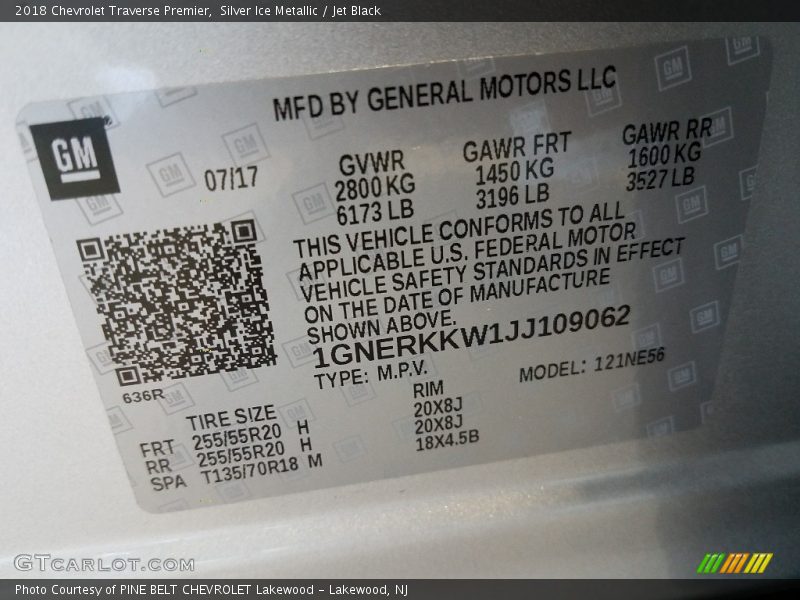 2018 Chevrolet Traverse Premier,  Silver Ice Metallic / Jet Black
MFD BY GENERAL MOTORS LLC
GM
07/17
GVWR
2800 KG
6173 LB
GAWR FRT
1450 KG
3196 LB
GAWR RR
1600 KG
3527 LB
THIS VEHICLE CONFORMS TO ALL
APPLICABLE U.S. FEDERAL MOTOR
VEHICLE SAFETY STANDARDS IN EFFECT
ON THE DATE OF MANUFACTURE
SHOWN ABOVE.
1GNERKKW1JJ109062
TYPE: M.P.V.
MODEL: 121NE56
636R
TIRE SIZE
RIM
FRT 255/55R20 H 20X8J
RR 255/55R20 H 20X8J
SPA T135/70R18 M 18X4.5B
GTCARLOT.COM
Photo Courtesy of PINE BELT CHEVROLET Lakewood - Lakewood, NJ